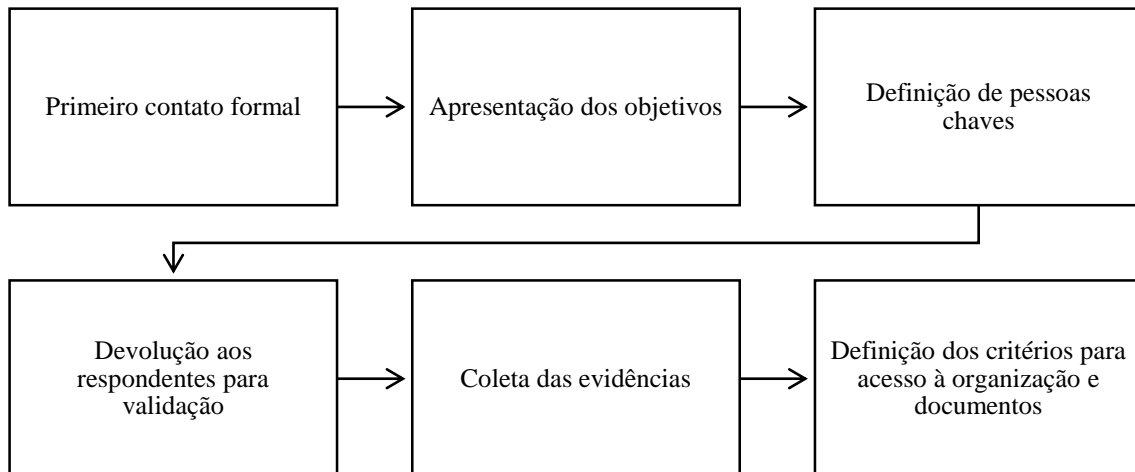 Primeiro contato formal
Apresentação dos objetivos
Definição de pessoas
chaves
Devolução aos
respondentes para
validação
Coleta das evidências
Definição dos critérios para
acesso à organização e
documentos